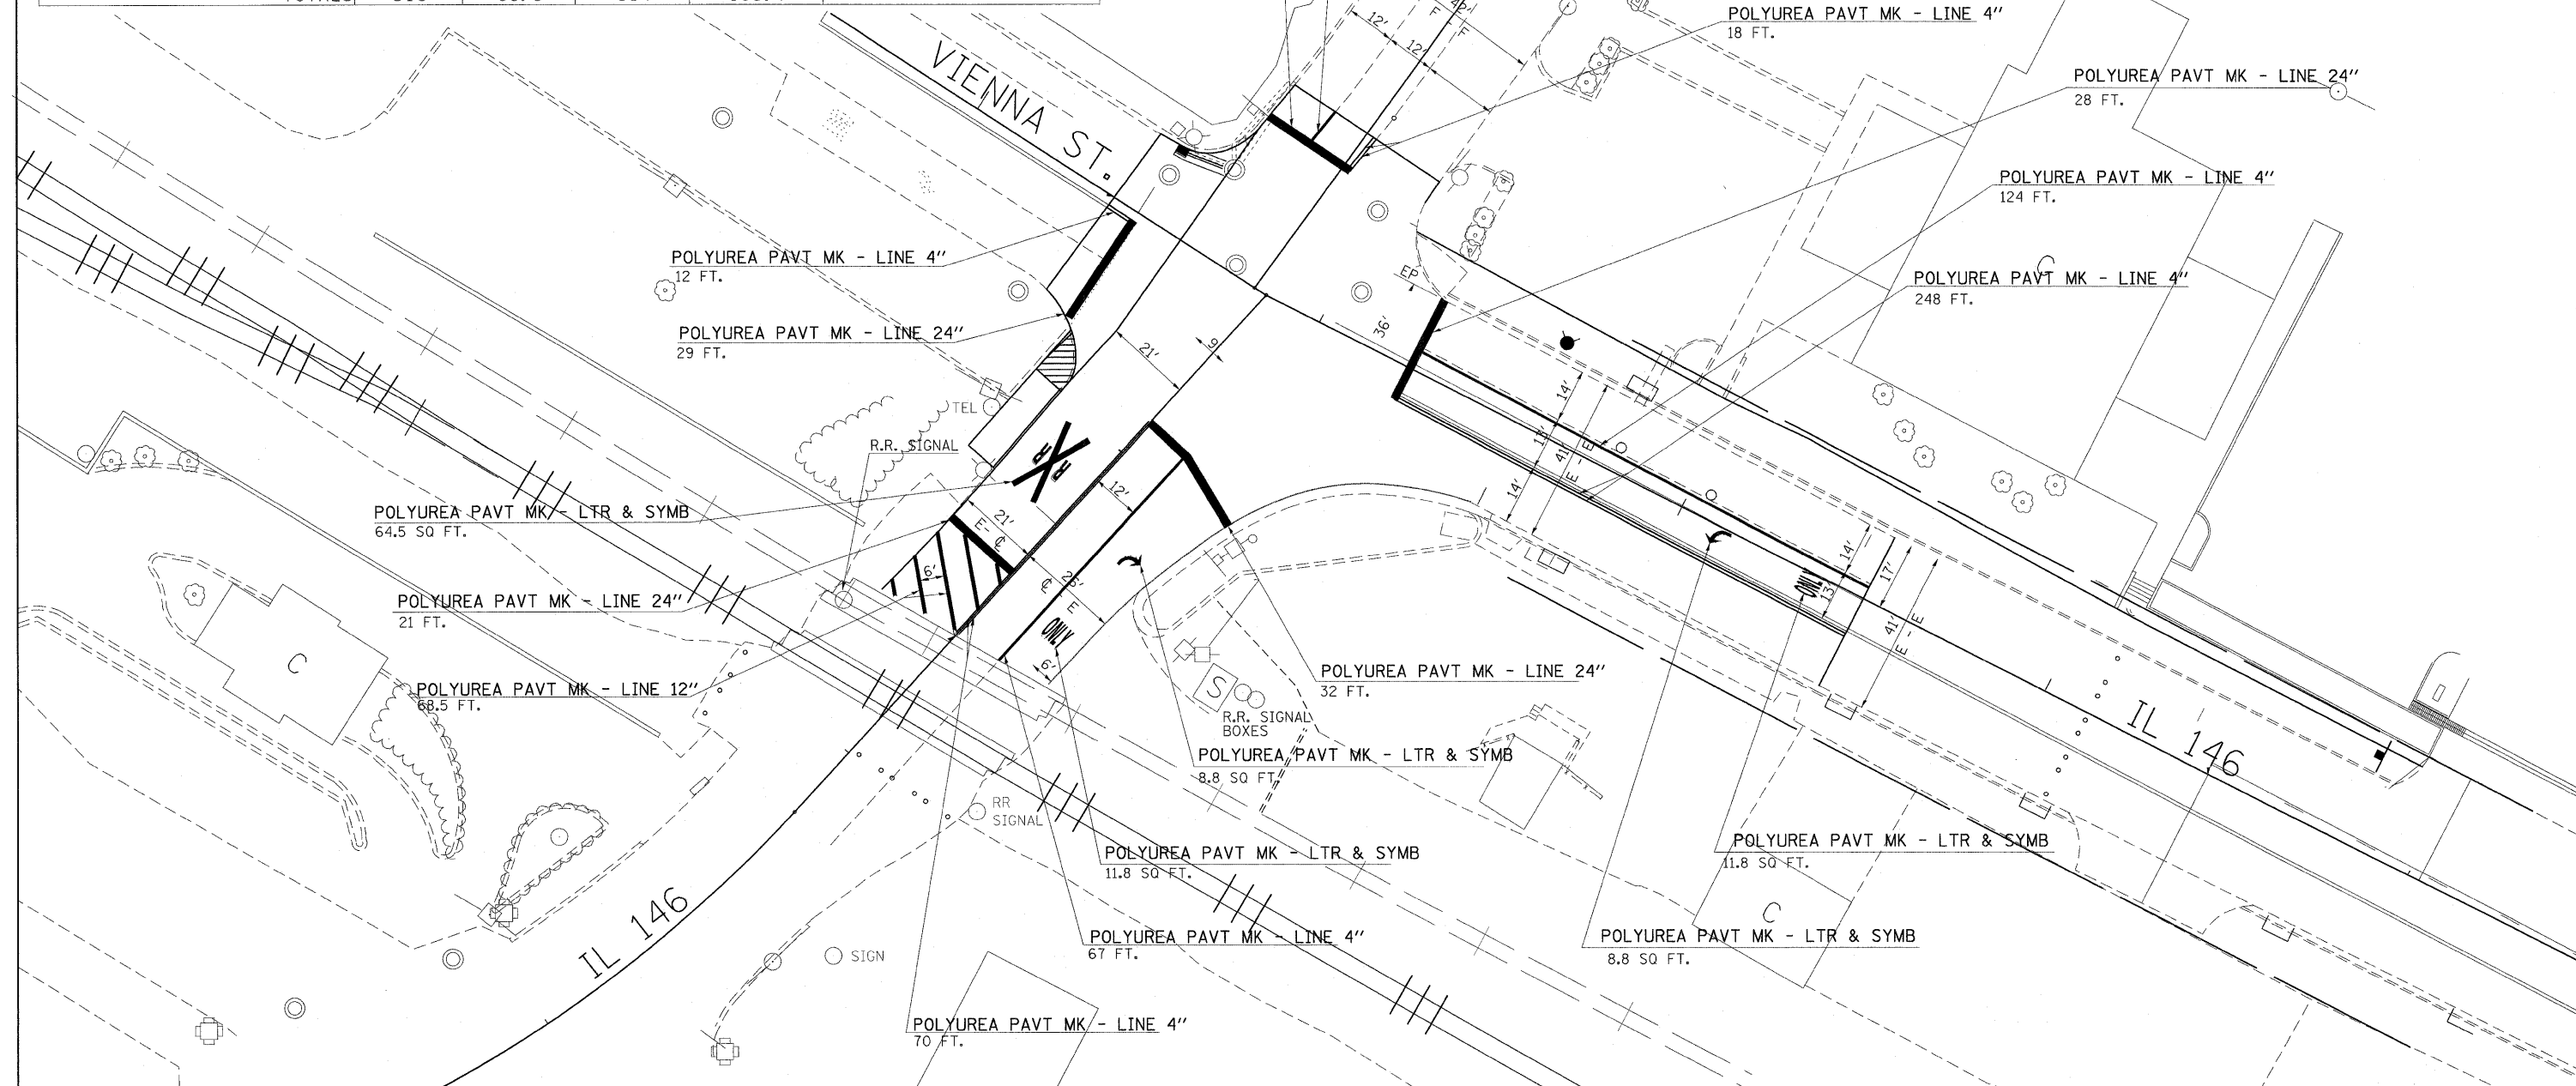 POLYUREA PAVT MK - LINE 4"
18 FT.
12'
12'
VIENNA ST.
POLYUREA PAVT MK - LINE 24"
28 FT.
POLYUREA PAVT MK - LINE 4"
124 FT.
POLYUREA PAVT MK - LINE 4"
12 FT.
EP
POLYUREA PAVT MK - LINE 4"
248 FT.
C
36'
POLYUREA PAVT MK - LINE 24"
29 FT.
21'
9'
14'
TEL
R.R. SIGNAL
R R
13'
41'
E - E
14'
12'
POLYUREA PAVT MK - LTR & SYMB
64.5 SQ FT.
21'
E - ℄
14'
17'
6'
℄
E
ONLY
13'
41'
E - E
POLYUREA PAVT MK - LINE 24"
21 FT.
ONLY
6'
C
POLYUREA PAVT MK - LINE 12"
68.5 FT.
POLYUREA PAVT MK - LINE 24"
32 FT.
S
R.R. SIGNAL
BOXES
IL 146
POLYUREA PAVT MK - LTR & SYMB
8.8 SQ FT.
RR
SIGNAL
POLYUREA PAVT MK - LTR & SYMB
11.8 SQ FT.
POLYUREA PAVT MK - LTR & SYMB
11.8 SQ FT.
C
IL 146
POLYUREA PAVT MK - LINE 4"
67 FT.
POLYUREA PAVT MK - LTR & SYMB
8.8 SQ FT.
SIGN
POLYUREA PAVT MK - LINE 4"
70 FT.